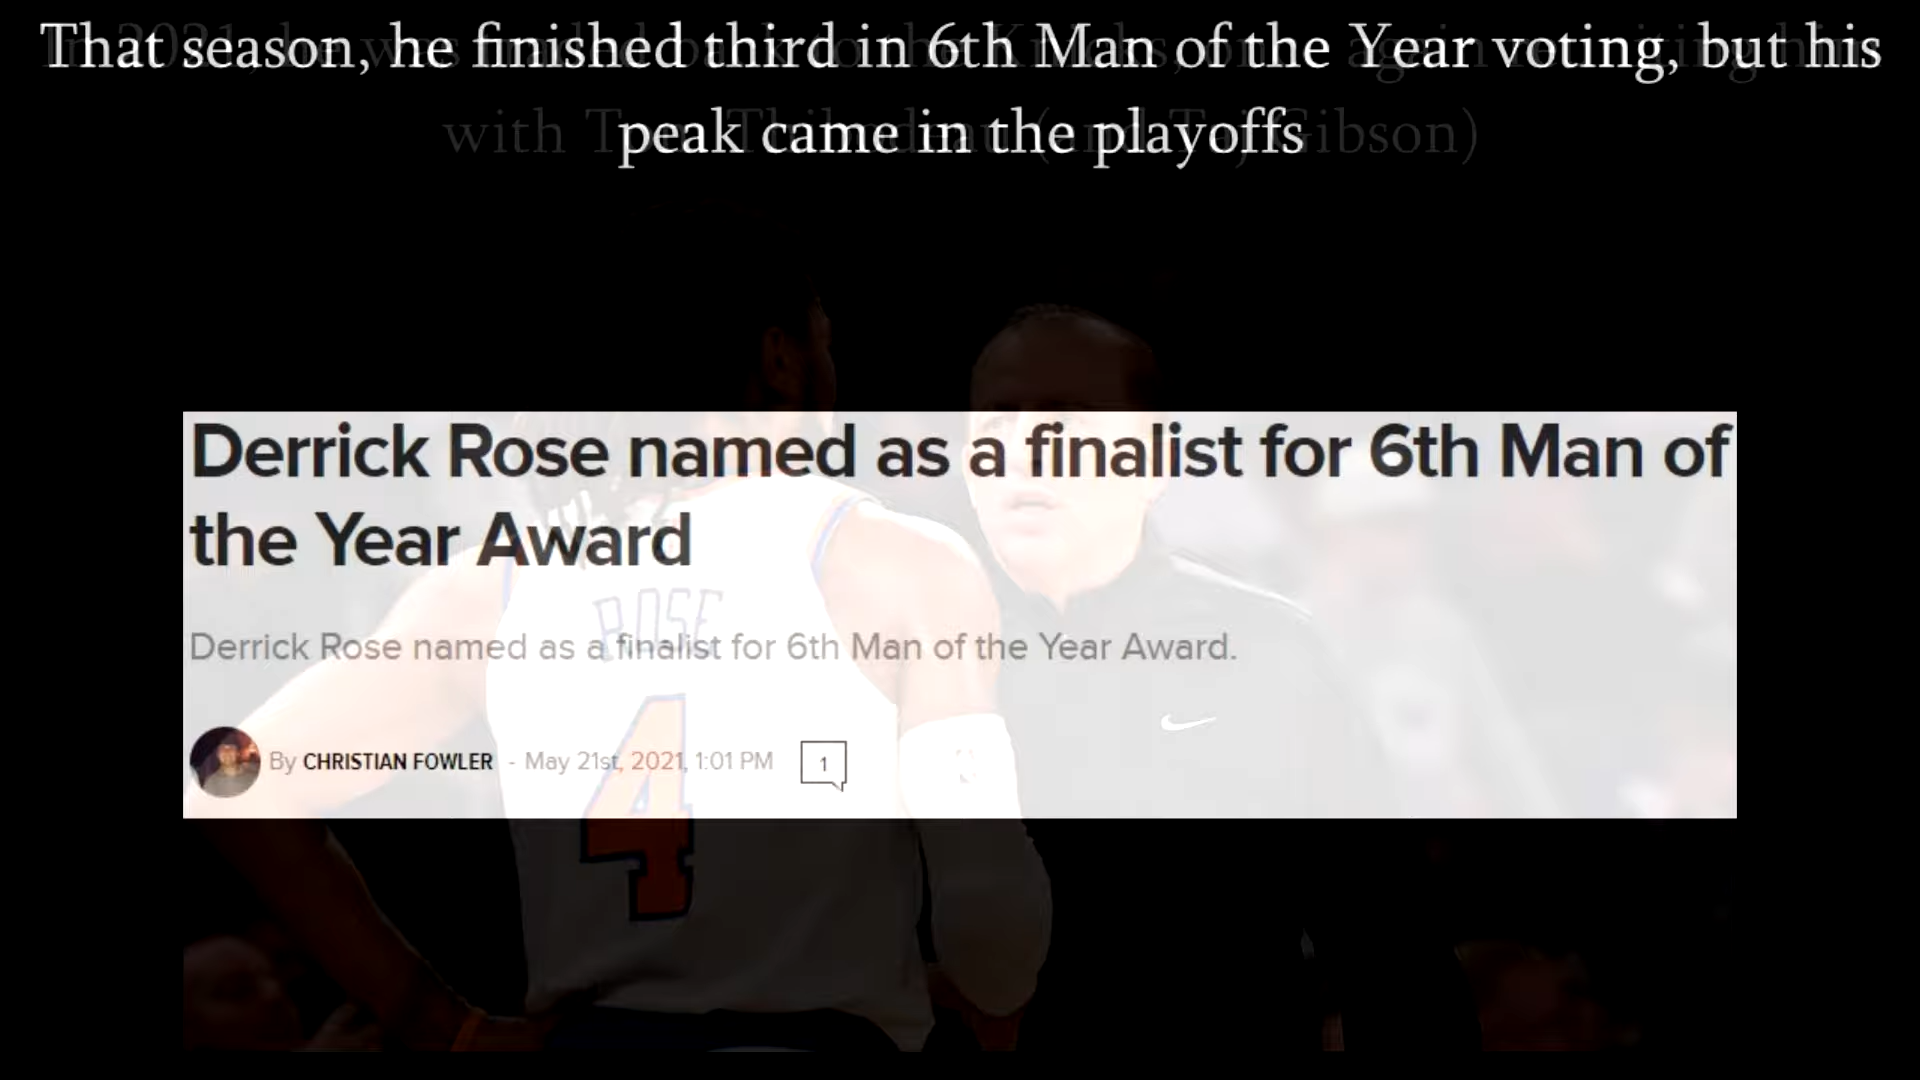 That season, he finished third in 6th Man of the Year voting, but his
peak came in the playoffs
Derrick Rose named as a finalist for 6th Man of
the Year Award
ROSE
Derrick Rose named as a finalist for 6th Man of the Year Award.
4
By CHRISTIAN FOWLER - May 21st, 2021, 1:01 PM 1